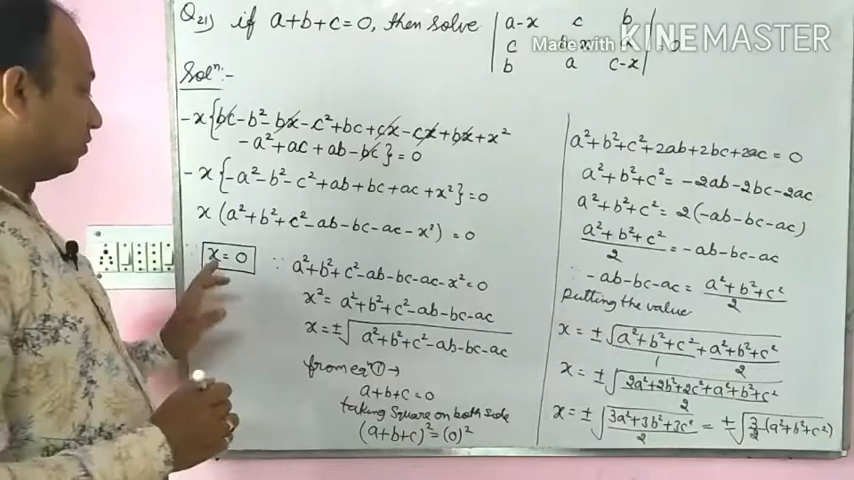 Q21) if a+b+c=0, then solve | a-x c b |
| c b-x a | = 0
| b a c-x |
Made with KINEMASTER
Solⁿ:-
-x{bc-b²-bx-c²+bc+cx-cx+bx+x²
-a²+ac+ab-bc}=0
-x{-a²-b²-c²+ab+bc+ac+x²}=0
x(a²+b²+c²-ab-bc-ac-x²)=0
x=0 ∵ a²+b²+c²-ab-bc-ac-x²=0
x²=a²+b²+c²-ab-bc-ac
x=±√(a²+b²+c²-ab-bc-ac)
from eqⁿ① →
a+b+c=0
taking Square on both side
(a+b+c)²=(0)²
a²+b²+c²+2ab+2bc+2ac=0
a²+b²+c²=-2ab-2bc-2ac
a²+b²+c²=2(-ab-bc-ac)
(a²+b²+c²)/2=-ab-bc-ac
∵ -ab-bc-ac=(a²+b²+c²)/2
Putting the value
x=±√((a²+b²+c²)/1+(a²+b²+c²)/2)
x=±√((2a²+2b²+2c²+a²+b²+c²)/2)
x=±√((3a²+3b²+3c²)/2)=±√(3/2(a²+b²+c²))